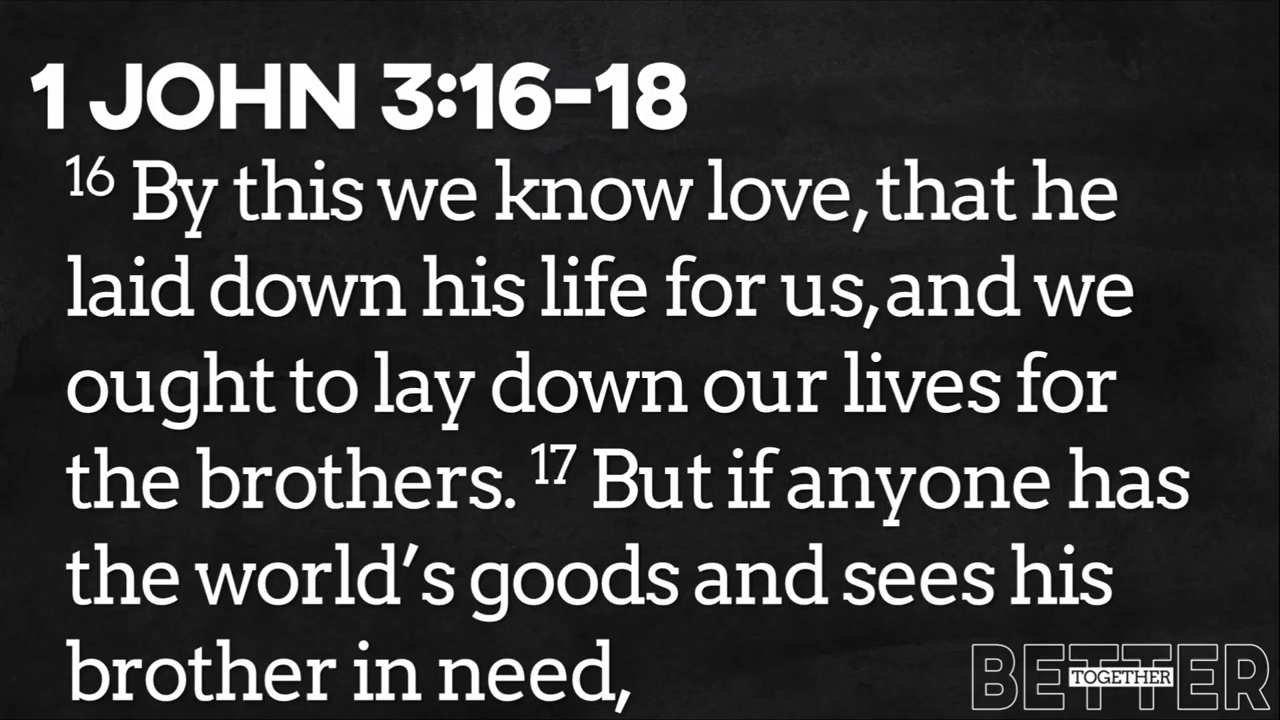 1 JOHN 3:16-18
16 By this we know love, that he
laid down his life for us, and we
ought to lay down our lives for
the brothers. 17 But if anyone has
the world’s goods and sees his
brother in need,
BETTER
TOGETHER